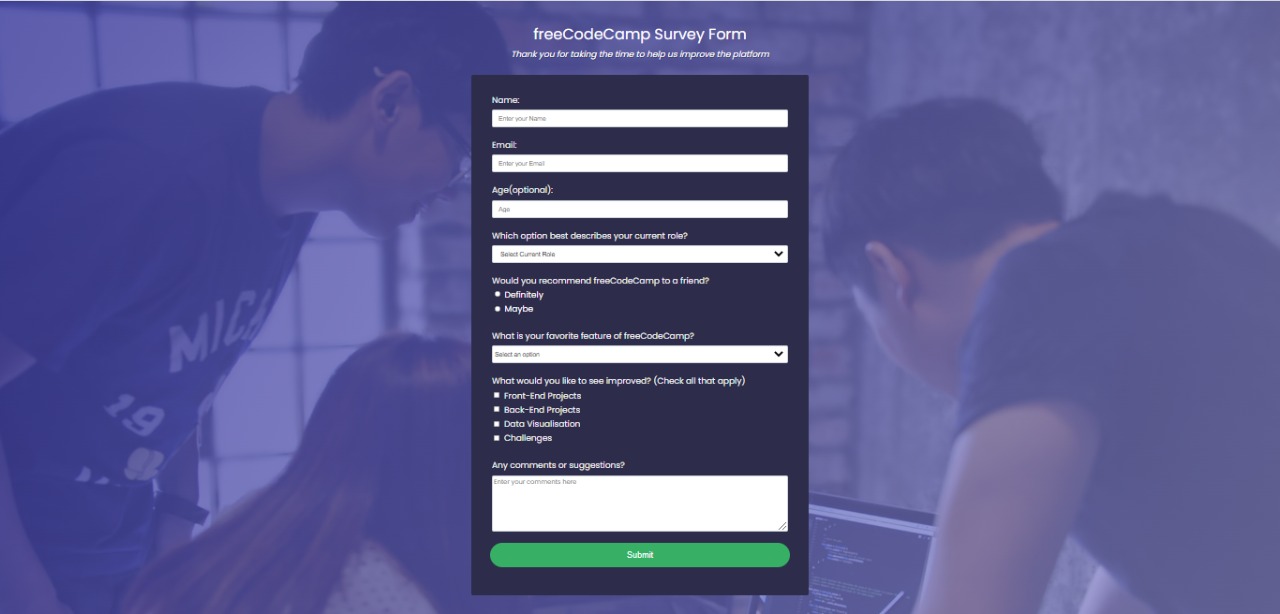 freeCodeCamp Survey Form
Thank you for taking the time to help us improve the platform
Name:
Enter your Name
Email:
Enter your Email
Age(optional):
Age
Which option best describes your current role?
Select Current Role
Would you recommend freeCodeCamp to a friend?
Definitely
Maybe
What is your favorite feature of freeCodeCamp?
Select an option
What would you like to see improved? (Check all that apply)
Front-End Projects
Back-End Projects
Data Visualisation
Challenges
Any comments or suggestions?
Enter your comments here
Submit
19